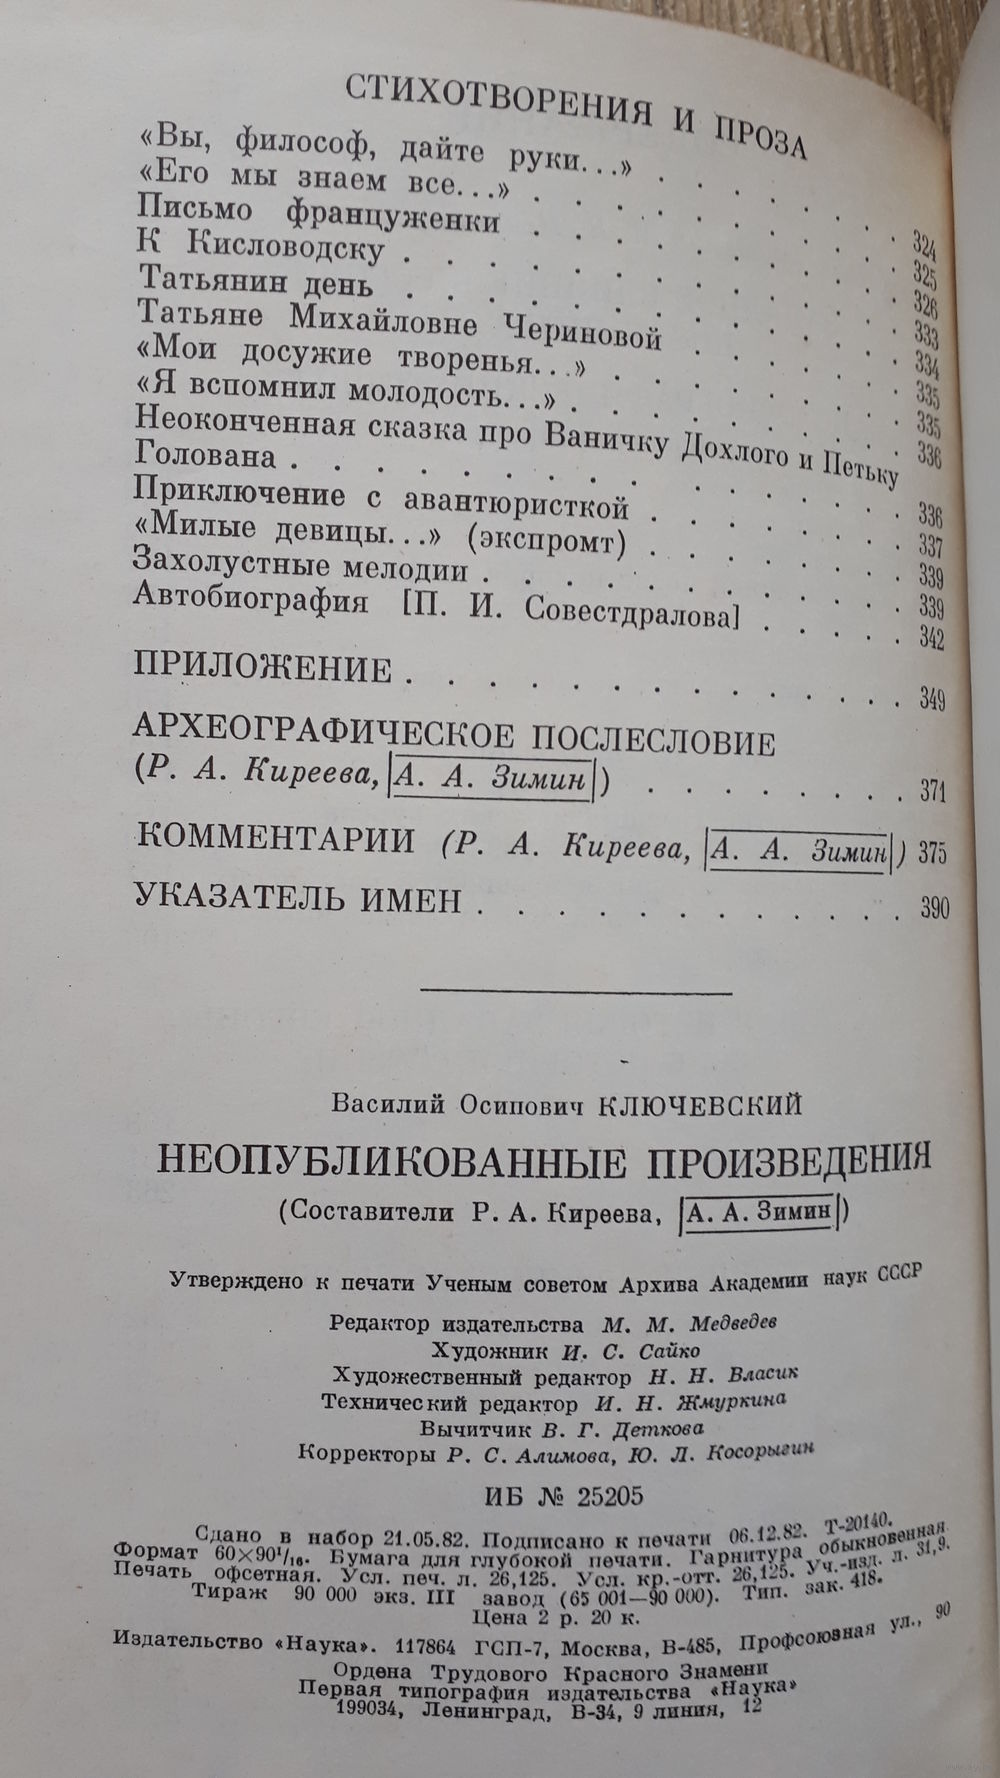 СТИХОТВОРЕНИЯ И ПРОЗА
«Вы, философ, дайте руки...» . . . . . . 324
«Его мы знаем все...» . . . . . . . . . 325
Письмо француженки . . . . . . . . . 326
К Кисловодску . . . . . . . . . . . . 333
Татьянин день . . . . . . . . . . . . 334
Татьяне Михайловне Чериновой . . . . . 335
«Мои досужие творенья...» . . . . . . . 335
«Я вспомнил молодость...» . . . . . . . . 336
Неоконченная сказка про Ваничку Дохлого и Петьку
Голована . . . . . . . . . . . . . . 336
Приключение с авантюристкой . . . . . . 337
«Милые девицы...» (экспромт) . . . . . . 339
Захолустные мелодии . . . . . . . . . . 339
Автобиография [П. И. Совестдралова] . . . . 342
ПРИЛОЖЕНИЕ . . . . . . . . . . . . . 349
АРХЕОГРАФИЧЕСКОЕ ПОСЛЕСЛОВИЕ
(Р. А. Киреева, А. А. Зимин) . . . . . . . 371
КОММЕНТАРИИ (Р. А. Киреева, А. А. Зимин) 375
УКАЗАТЕЛЬ ИМЕН . . . . . . . . . . . 390
Василий Осипович КЛЮЧЕВСКИЙ
НЕОПУБЛИКОВАННЫЕ ПРОИЗВЕДЕНИЯ
(Составители Р. А. Киреева, А. А. Зимин)
Утверждено к печати Ученым советом Архива Академии наук СССР
Редактор издательства М. М. Медведев
Художник И. С. Сайко
Художественный редактор Н. Н. Власик
Технический редактор И. Н. Жмуркина
Вычитчик В. Г. Деткова
Корректоры Р. С. Алимова, Ю. Л. Косорыгин
ИБ № 25205
Сдано в набор 21.05.82. Подписано к печати 06.12.82. Т-20140.
Формат 60×90¹/₁₆. Бумага для глубокой печати. Гарнитура обыкновенная.
Печать офсетная. Усл. печ. л. 26,125. Усл. кр.-отт. 26,125. Уч.-изд. л. 31,9.
Тираж 90 000 экз. III завод (65 001—90 000). Тип. зак. 418.
Цена 2 р. 20 к.
Издательство «Наука». 117864 ГСП-7, Москва, В-485, Профсоюзная ул., 90
Ордена Трудового Красного Знамени
Первая типография издательства «Наука»
199034, Ленинград, В-34, 9 линия, 12